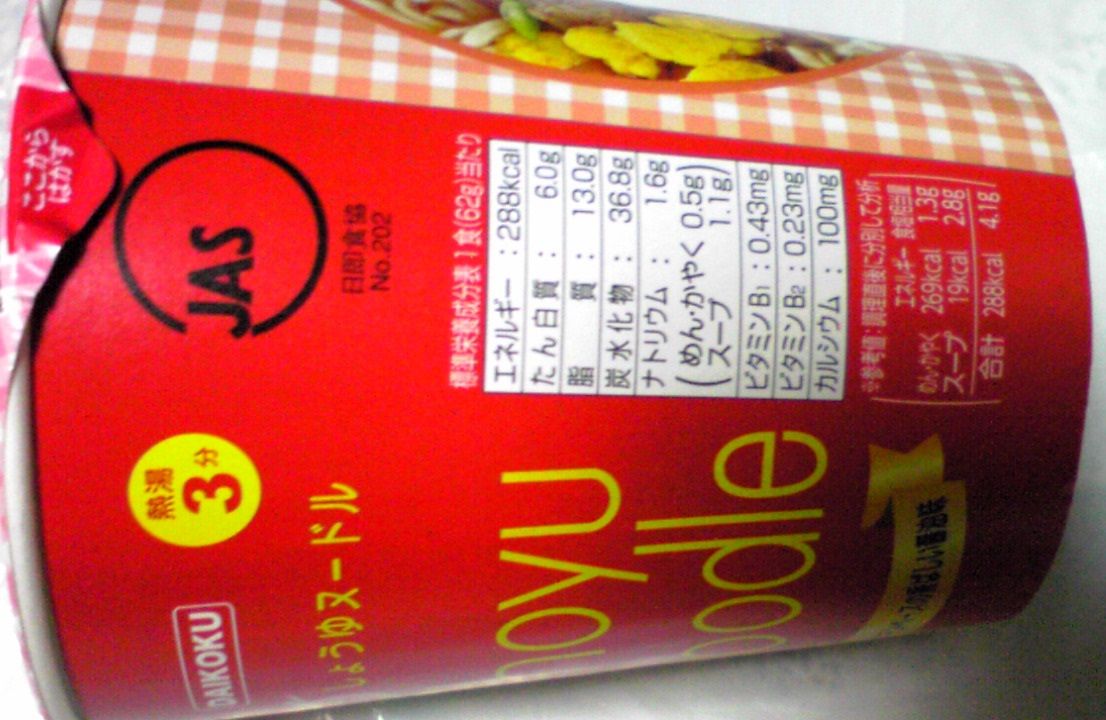 ここから
はがす
JAS
日即食協
No.202
標準栄養成分表 1食(62g)当たり
エネルギー : 288kcal
たん白質 : 6.0g
脂質 : 13.0g
炭水化物 : 36.8g
ナトリウム : 1.6g
(めん・かやく 0.5g
スープ 1.1g)
ビタミンB1 : 0.43mg
ビタミンB2 : 0.23mg
カルシウム : 100mg
※参考値:調理直後に分別して分析
エネルギー 食塩相当量
めん・かやく 269kcal 1.3g
スープ 19kcal 2.8g
合計 288kcal 4.1g
熱湯
3分
DAIKOKU
しょうゆヌードル
oyu
odle
香ばしい醤油味